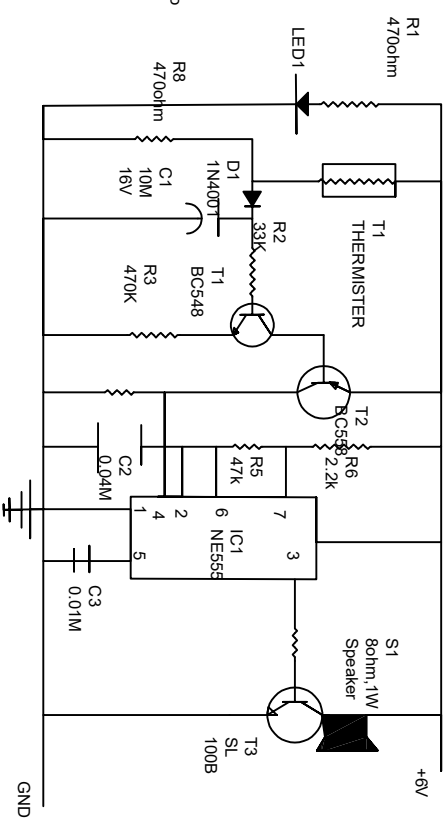 R1
470ohm
LED1
R8
470ohm
T1
THERMISTER
D1
1N4001
C1
10M
16V
R2
33K
T1
BC548
R3
470K
T2
BC558
R6
2.2k
R5
47k
C2
0.04M
7
6
2
4
1
3
5
IC1
NE555
C3
0.01M
S1
8ohm,1W
Speaker
T3
SL
100B
+6V
GND